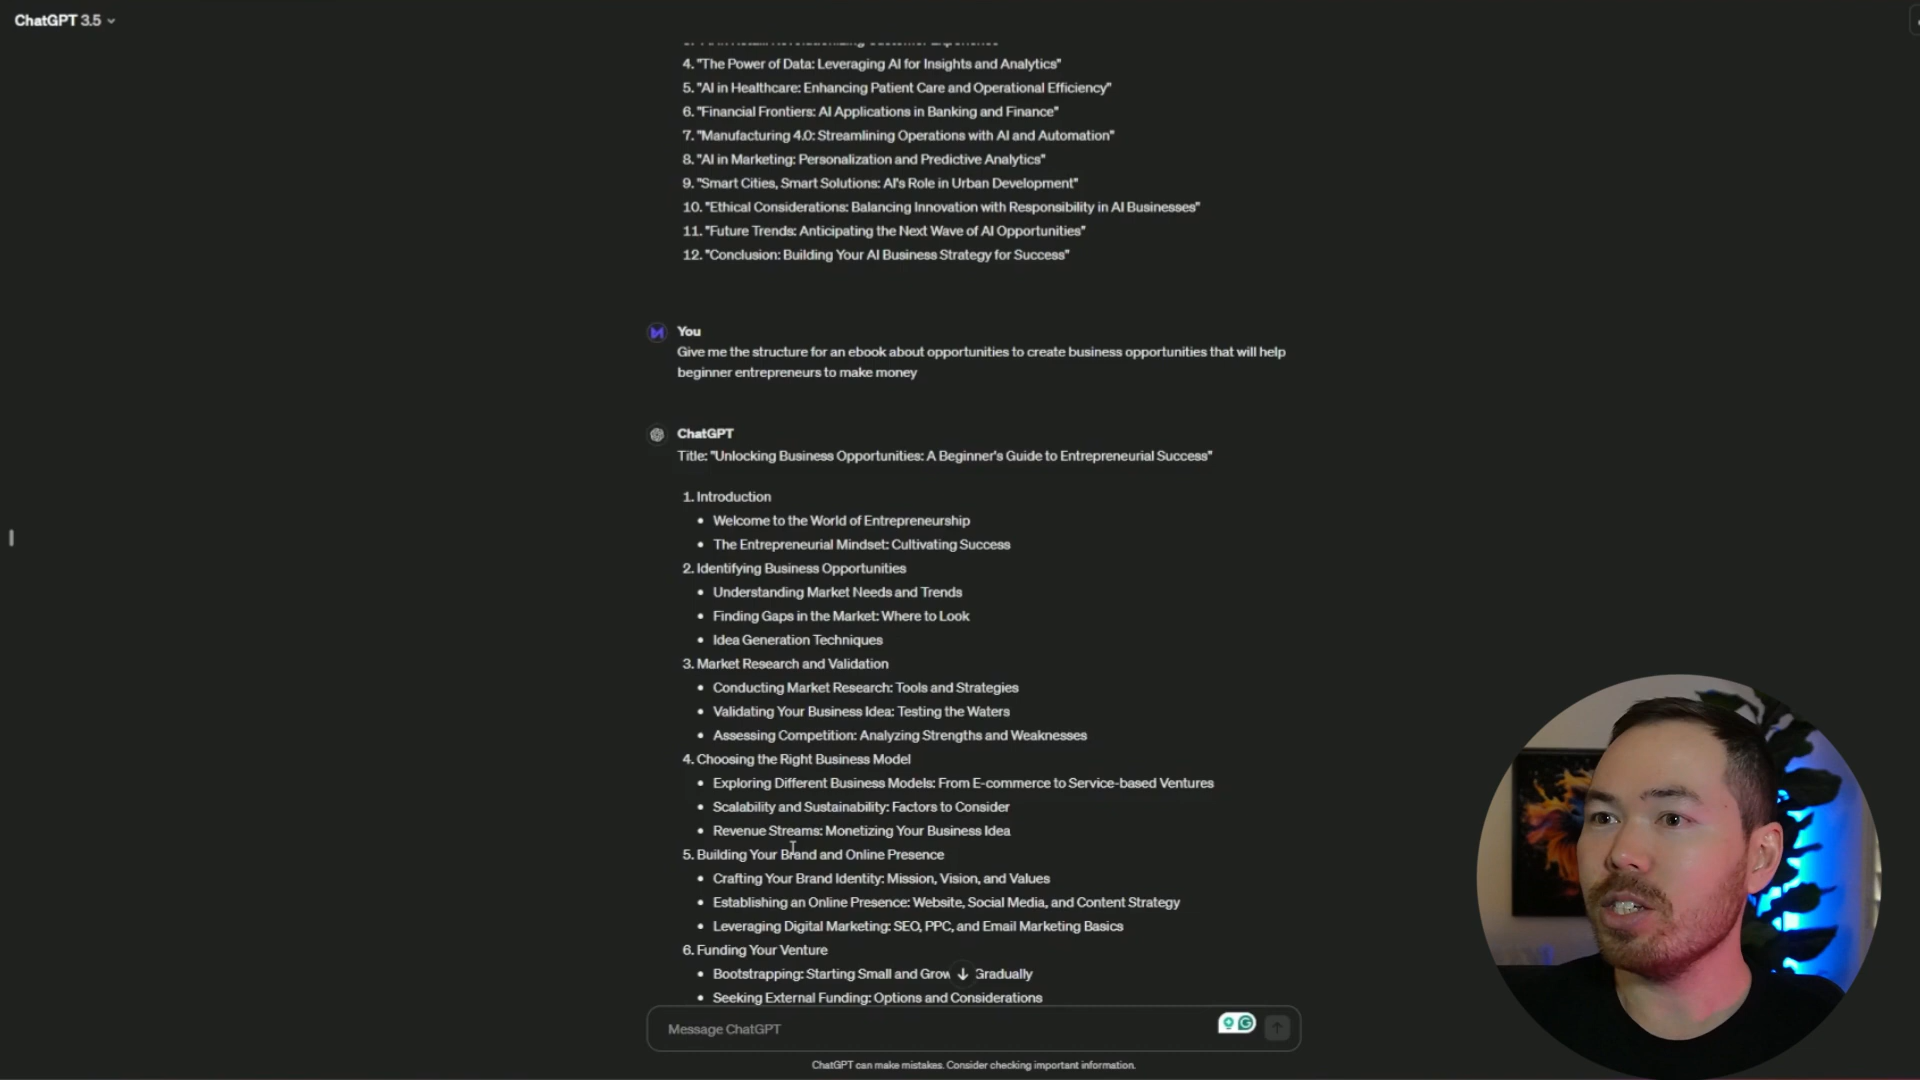 ChatGPT 3.5
4. "The Power of Data: Leveraging AI for Insights and Analytics"
5. "AI in Healthcare: Enhancing Patient Care and Operational Efficiency"
6. "Financial Frontiers: AI Applications in Banking and Finance"
7. "Manufacturing 4.0: Streamlining Operations with AI and Automation"
8. "AI in Marketing: Personalization and Predictive Analytics"
9. "Smart Cities, Smart Solutions: AI's Role in Urban Development"
10. "Ethical Considerations: Balancing Innovation with Responsibility in AI Businesses"
11. "Future Trends: Anticipating the Next Wave of AI Opportunities"
12. "Conclusion: Building Your AI Business Strategy for Success"
You
Give me the structure for an ebook about opportunities to create business opportunities that will help
beginner entrepreneurs to make money
ChatGPT
Title: "Unlocking Business Opportunities: A Beginner's Guide to Entrepreneurial Success"
1. Introduction
• Welcome to the World of Entrepreneurship
• The Entrepreneurial Mindset: Cultivating Success
2. Identifying Business Opportunities
• Understanding Market Needs and Trends
• Finding Gaps in the Market: Where to Look
• Idea Generation Techniques
3. Market Research and Validation
• Conducting Market Research: Tools and Strategies
• Validating Your Business Idea: Testing the Waters
• Assessing Competition: Analyzing Strengths and Weaknesses
4. Choosing the Right Business Model
• Exploring Different Business Models: From E-commerce to Service-based Ventures
• Scalability and Sustainability: Factors to Consider
• Revenue Streams: Monetizing Your Business Idea
5. Building Your Brand and Online Presence
• Crafting Your Brand Identity: Mission, Vision, and Values
• Establishing an Online Presence: Website, Social Media, and Content Strategy
• Leveraging Digital Marketing: SEO, PPC, and Email Marketing Basics
6. Funding Your Venture
• Bootstrapping: Starting Small and Grow Gradually
• Seeking External Funding: Options and Considerations
Message ChatGPT
ChatGPT can make mistakes. Consider checking important information.